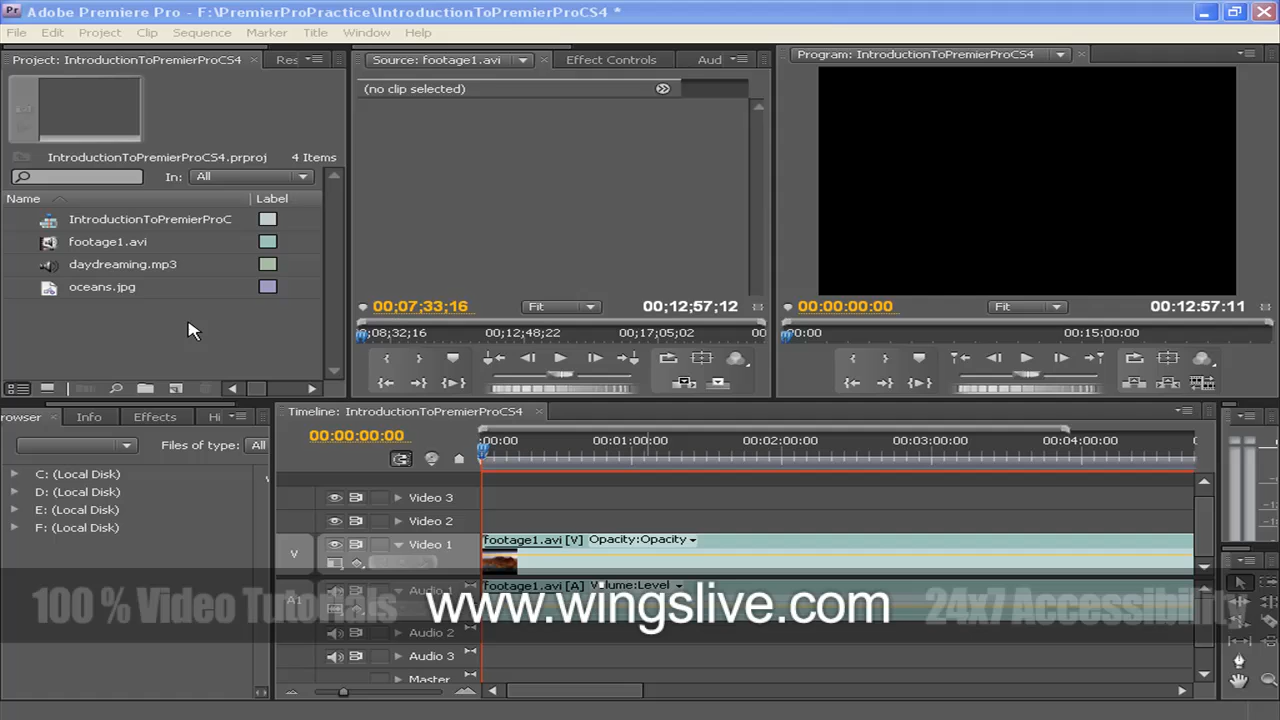 Adobe Premiere Pro - F:\PremierProPractice\IntroductionToPremierProCS4 *
File Edit Project Clip Sequence Marker Title Window Help
Project: IntroductionToPremierProCS4 Res
Source: footage1.avi Effect Controls Aud
Program: IntroductionToPremierProCS4
(no clip selected)
IntroductionToPremierProCS4.prproj 4 Items
In: All
Name Label
IntroductionToPremierProC
footage1.avi
daydreaming.mp3
oceans.jpg
00;07;33;16 Fit 00;12;57;12
00:00:00:00 Fit 00:12:57:11
;08;32;16 00;12;48;22 00;17;05;02 00
00:00 00:15:00:00
rowser Info Effects Hi
Files of type: All
C: (Local Disk)
D: (Local Disk)
E: (Local Disk)
F: (Local Disk)
Timeline: IntroductionToPremierProCS4
00:00:00:00
:00:00 00:01:00:00 00:02:00:00 00:03:00:00 00:04:00:00
Video 3
Video 2
V Video 1 footage1.avi [V] Opacity:Opacity
A1 Audio 1 footage1.avi [A] Volume:Level
100 % Video Tutorials www.wingslive.com 24x7 Accessibility
Audio 2
Audio 3
Master